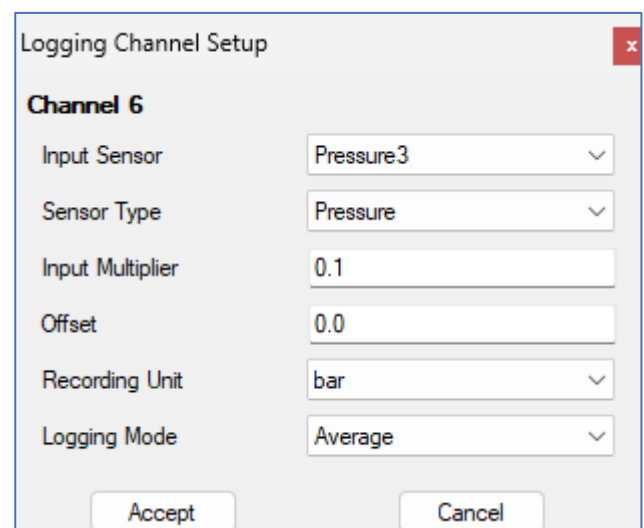 Logging Channel Setup x
Channel 6
Input Sensor Pressure3
Sensor Type Pressure
Input Multiplier 0.1
Offset 0.0
Recording Unit bar
Logging Mode Average
Accept Cancel